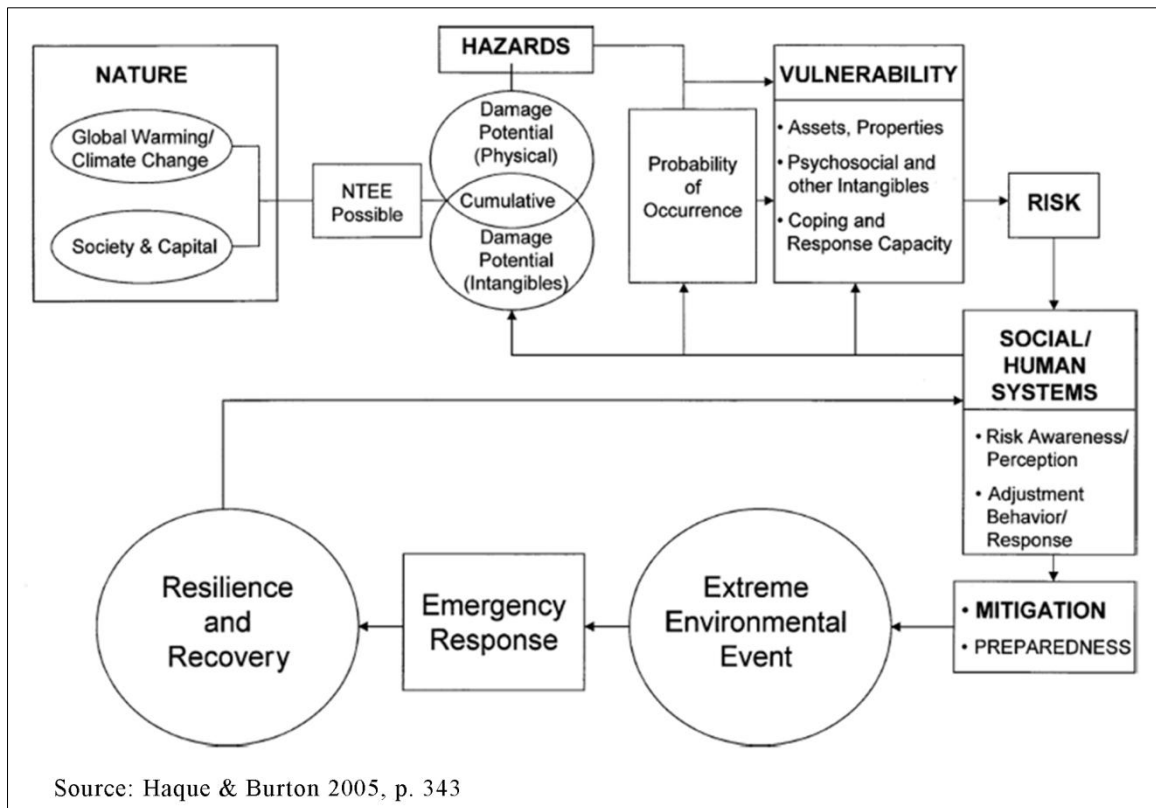 NATURE
Global Warming/
Climate Change
Society & Capital
NTEE
Possible
HAZARDS
Damage
Potential
(Physical)
Cumulative
Damage
Potential
(Intangibles)
Probability
of
Occurrence
VULNERABILITY
• Assets, Properties
• Psychosocial and
other Intangibles
• Coping and
Response Capacity
RISK
SOCIAL/
HUMAN
SYSTEMS
• Risk Awareness/
Perception
• Adjustment
Behavior/
Response
• MITIGATION
• PREPAREDNESS
Extreme
Environmental
Event
Emergency
Response
Resilience
and
Recovery
Source: Haque & Burton 2005, p. 343